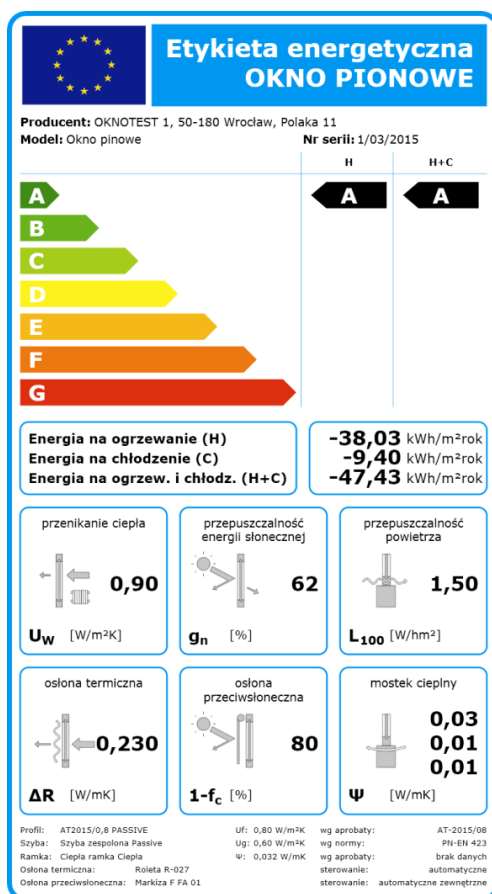 Etykieta energetyczna
OKNO PIONOWE
Producent: OKNOTEST 1, 50-180 Wrocław, Polaka 11
Model: Okno pinowe Nr serii: 1/03/2015
H H+C
A A A
B
C
D
E
F
G
Energia na ogrzewanie (H) -38,03 kWh/m²rok
Energia na chłodzenie (C) -9,40 kWh/m²rok
Energia na ogrzew. i chłodz. (H+C) -47,43 kWh/m²rok
przenikanie ciepła
0,90
Uw [W/m²K]
przepuszczalność
energii słonecznej
62
gn [%]
przepuszczalność
powietrza
1,50
L100 [W/hm²]
osłona termiczna
0,230
ΔR [W/mK]
osłona
przeciwsłoneczna
80
1-fc [%]
mostek cieplny
0,03
0,01
0,01
Ψ [W/mK]
Profil: AT2015/0,8 PASSIVE Uf: 0,80 W/m²K wg aprobaty: AT-2015/08
Szyba: Szyba zespolona Passive Ug: 0,60 W/m²K wg normy: PN-EN 423
Ramka: Ciepła ramka Ciepła Ψ: 0,032 W/mK wg aprobaty: brak danych
Osłona termiczna: Roleta R-027 sterowanie: automatyczne
Osłona przeciwsłoneczna: Markiza F FA 01 sterowanie: automatyczne zewnętrzne